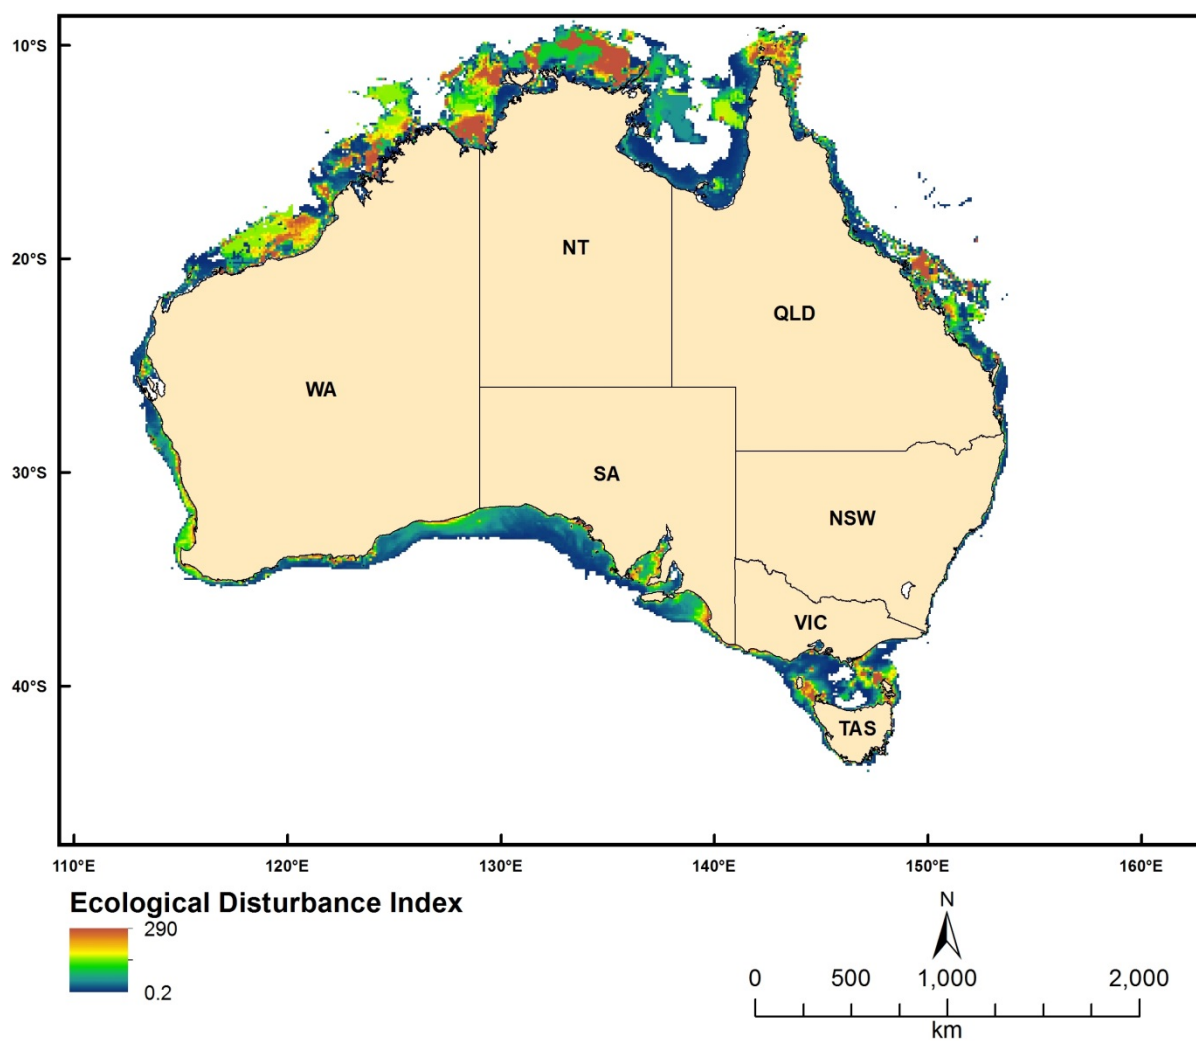 10°S
20°S
30°S
40°S
NT
QLD
WA
SA
NSW
VIC
TAS
110°E 120°E 130°E 140°E 150°E 160°E
Ecological Disturbance Index
290
0.2
N
0 500 1,000 2,000
km